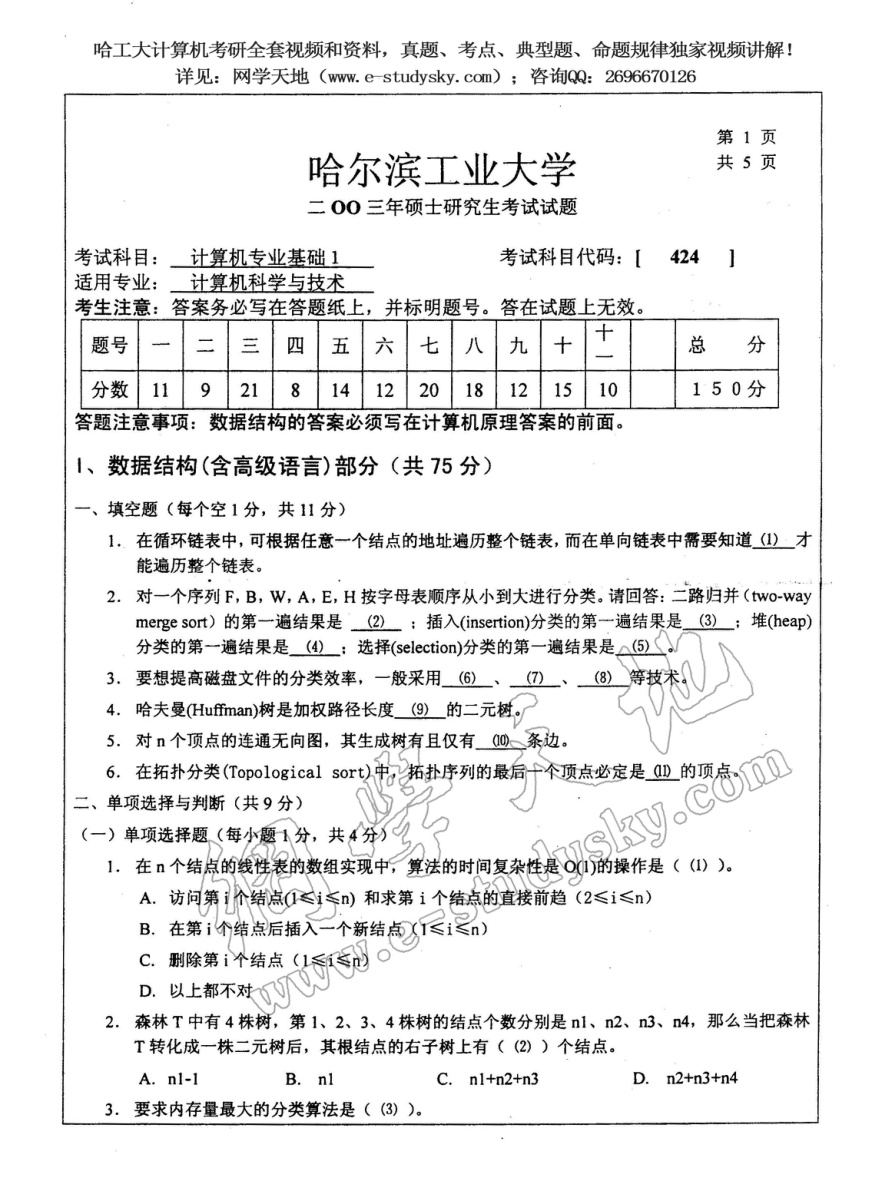 哈工大计算机考研全套视频和资料，真题、考点、典型题、命题规律独家视频讲解！
详见：网学天地（www.e-studysky.com）；咨询QQ：2696670126
第 1 页
共 5 页
哈尔滨工业大学
二OO三年硕士研究生考试试题
考试科目： 计算机专业基础1 考试科目代码：[ 424 ]
适用专业： 计算机科学与技术
考生注意：答案务必写在答题纸上，并标明题号。答在试题上无效。
题号 一 二 三 四 五 六 七 八 九 十 十一 总 分
分数 11 9 21 8 14 12 20 18 12 15 10 150分
答题注意事项：数据结构的答案必须写在计算机原理答案的前面。
I、数据结构(含高级语言)部分（共75分）
一、填空题（每个空1分，共11分）
1．在循环链表中，可根据任意一个结点的地址遍历整个链表，而在单向链表中需要知道 ⑴ 才
能遍历整个链表。
2．对一个序列F，B，W，A，E，H按字母表顺序从小到大进行分类。请回答：二路归并（two-way
merge sort）的第一遍结果是 ⑵ ；插入(insertion)分类的第一遍结果是 ⑶ ；堆(heap)
分类的第一遍结果是 ⑷ ；选择(selection)分类的第一遍结果是 ⑸ 。
3．要想提高磁盘文件的分类效率，一般采用 ⑹ 、 ⑺ 、 ⑻ 等技术。
4．哈夫曼(Huffman)树是加权路径长度 ⑼ 的二元树。
5．对n个顶点的连通无向图，其生成树有且仅有 ⑽ 条边。
6．在拓扑分类(Topological sort)中，拓扑序列的最后一个顶点必定是 ⑾ 的顶点。
二、单项选择与判断（共9分）
（一）单项选择题（每小题1分，共4分）
1．在n个结点的线性表的数组实现中，算法的时间复杂性是O(1)的操作是（ ⑴ ）。
A．访问第i个结点(1≤i≤n) 和求第i个结点的直接前趋（2≤i≤n）
B．在第i个结点后插入一个新结点（1≤i≤n）
C．删除第i个结点（1≤i≤n）
D．以上都不对
2．森林T中有4株树，第1、2、3、4株树的结点个数分别是n1、n2、n3、n4，那么当把森林
T转化成一株二元树后，其根结点的右子树上有（ ⑵ ）个结点。
A．n1-1 B．n1 C．n1+n2+n3 D．n2+n3+n4
3．要求内存量最大的分类算法是（ ⑶ ）。
網學天地
www.e-studysky.com